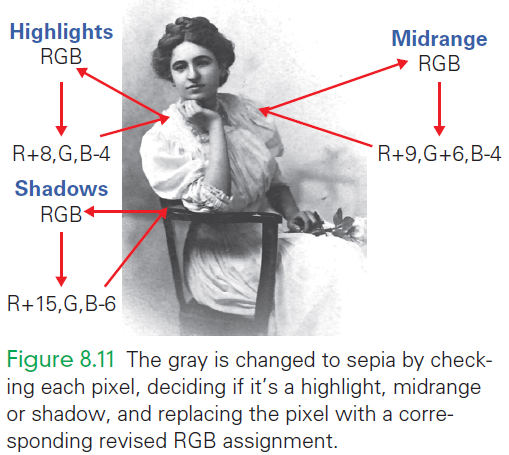 Highlights
RGB
R+8,G,B-4
Midrange
RGB
R+9,G+6,B-4
Shadows
RGB
R+15,G,B-6
Figure 8.11 The gray is changed to sepia by check-
ing each pixel, deciding if it's a highlight, midrange
or shadow, and replacing the pixel with a corre-
sponding revised RGB assignment.